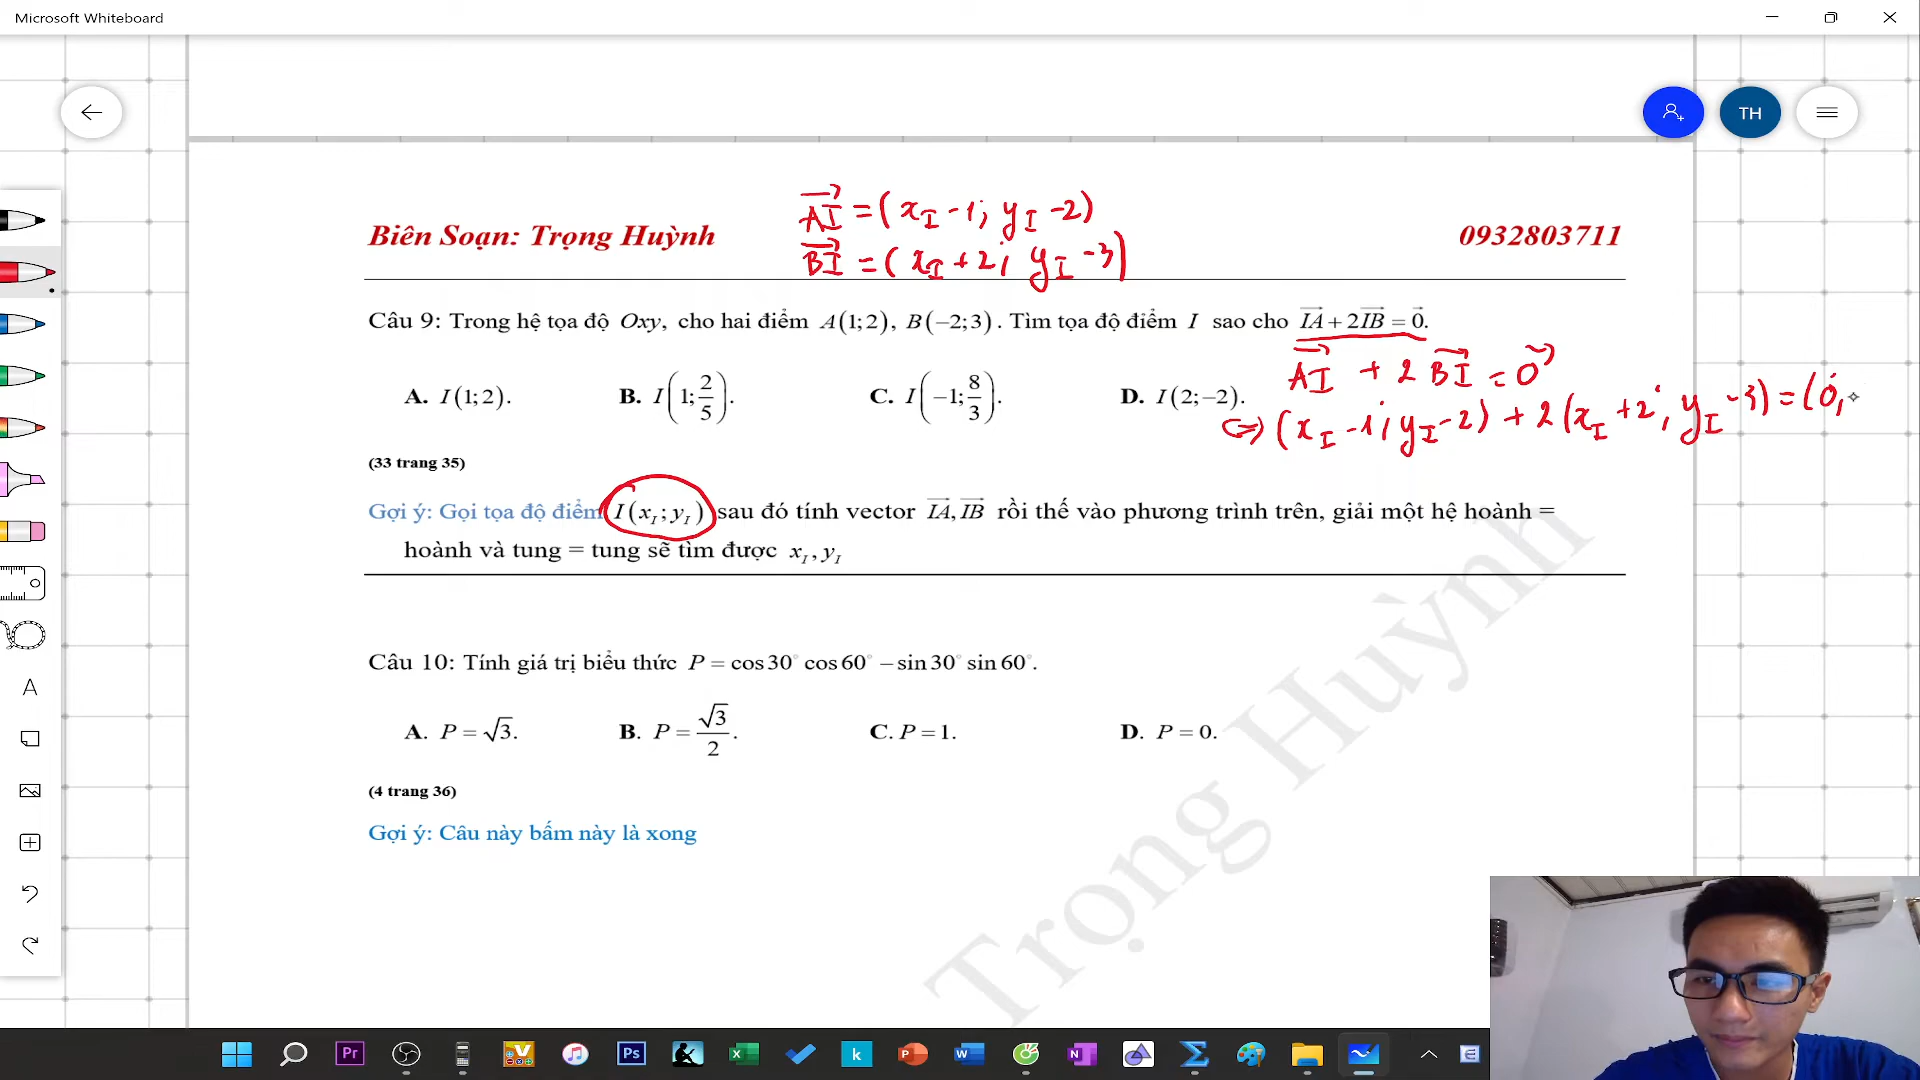 Microsoft Whiteboard
TH
AI = (x_I -1; y_I -2)
BI = (x_I +2; y_I -3)
Biên Soạn: Trọng Huỳnh
0932803711
Câu 9: Trong hệ tọa độ Oxy, cho hai điểm A(1;2), B(−2;3). Tìm tọa độ điểm I sao cho IA + 2IB = 0.
AI + 2 BI = 0
A. I(1;2). B. I(1; 2/5). C. I(−1; 8/3). D. I(2;−2).
⇔ (x_I -1; y_I -2) + 2 (x_I +2; y_I -3) = (0;
(33 trang 35)
Gợi ý: Gọi tọa độ điểm I(x_I; y_I) sau đó tính vector IA, IB rồi thế vào phương trình trên, giải một hệ hoành =
hoành và tung = tung sẽ tìm được x_I, y_I
Câu 10: Tính giá trị biểu thức P = cos30° cos60° − sin30° sin60°.
A. P = √3. B. P = √3/2. C. P = 1. D. P = 0.
(4 trang 36)
Gợi ý: Câu này bấm này là xong
Trọng Huỳnh